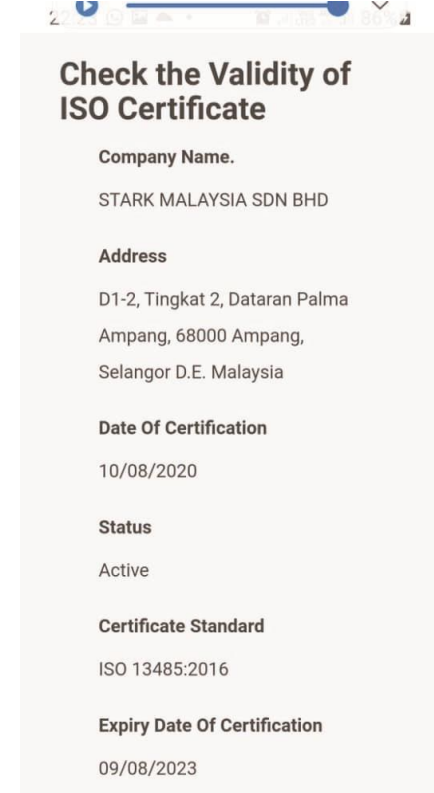 Check the Validity of
ISO Certificate
Company Name.
STARK MALAYSIA SDN BHD
Address
D1-2, Tingkat 2, Dataran Palma
Ampang, 68000 Ampang,
Selangor D.E. Malaysia
Date Of Certification
10/08/2020
Status
Active
Certificate Standard
ISO 13485:2016
Expiry Date Of Certification
09/08/2023